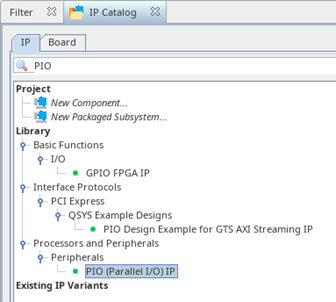 Filter IP Catalog
IP Board
PIO
Project
New Component...
New Packaged Subsystem...
Library
Basic Functions
I/O
GPIO FPGA IP
Interface Protocols
PCI Express
QSYS Example Designs
PIO Design Example for GTS AXI Streaming IP
Processors and Peripherals
Peripherals
PIO (Parallel I/O) IP
Existing IP Variants